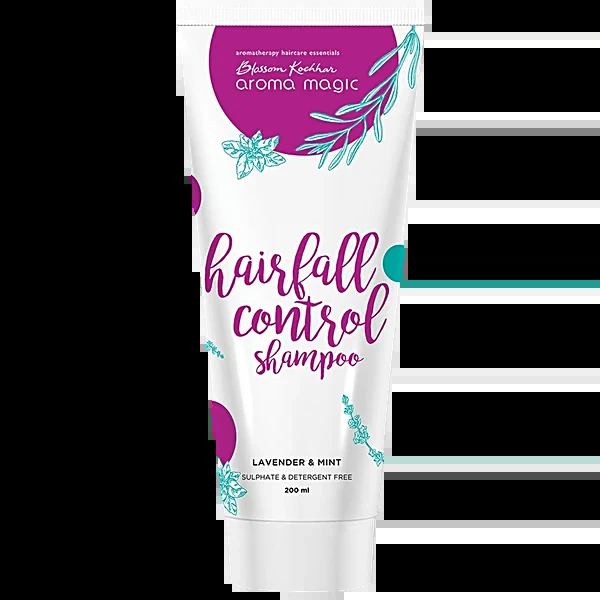 aromatherapy haircare essentials
Blossom Kochhar
aroma magic
hairfall
control
shampoo
LAVENDER & MINT
SULPHATE & DETERGENT FREE
200 ml